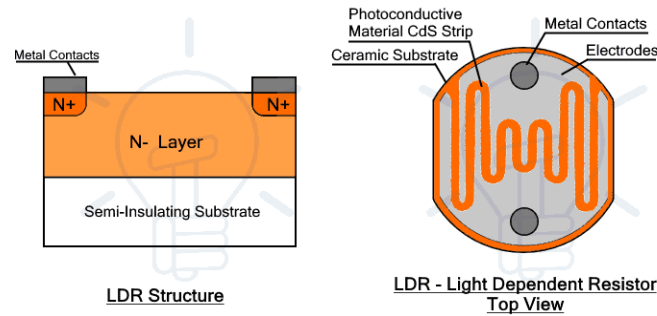 Metal Contacts
N+
N+
N- Layer
Semi-Insulating Substrate
LDR Structure
Photoconductive
Material CdS Strip
Ceramic Substrate
Metal Contacts
Electrodes
LDR - Light Dependent Resistor
Top View